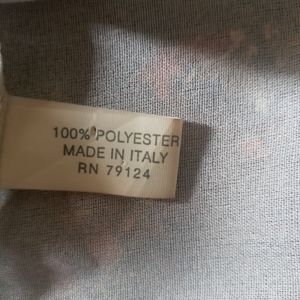 100% POLYESTER
MADE IN ITALY
RN 79124